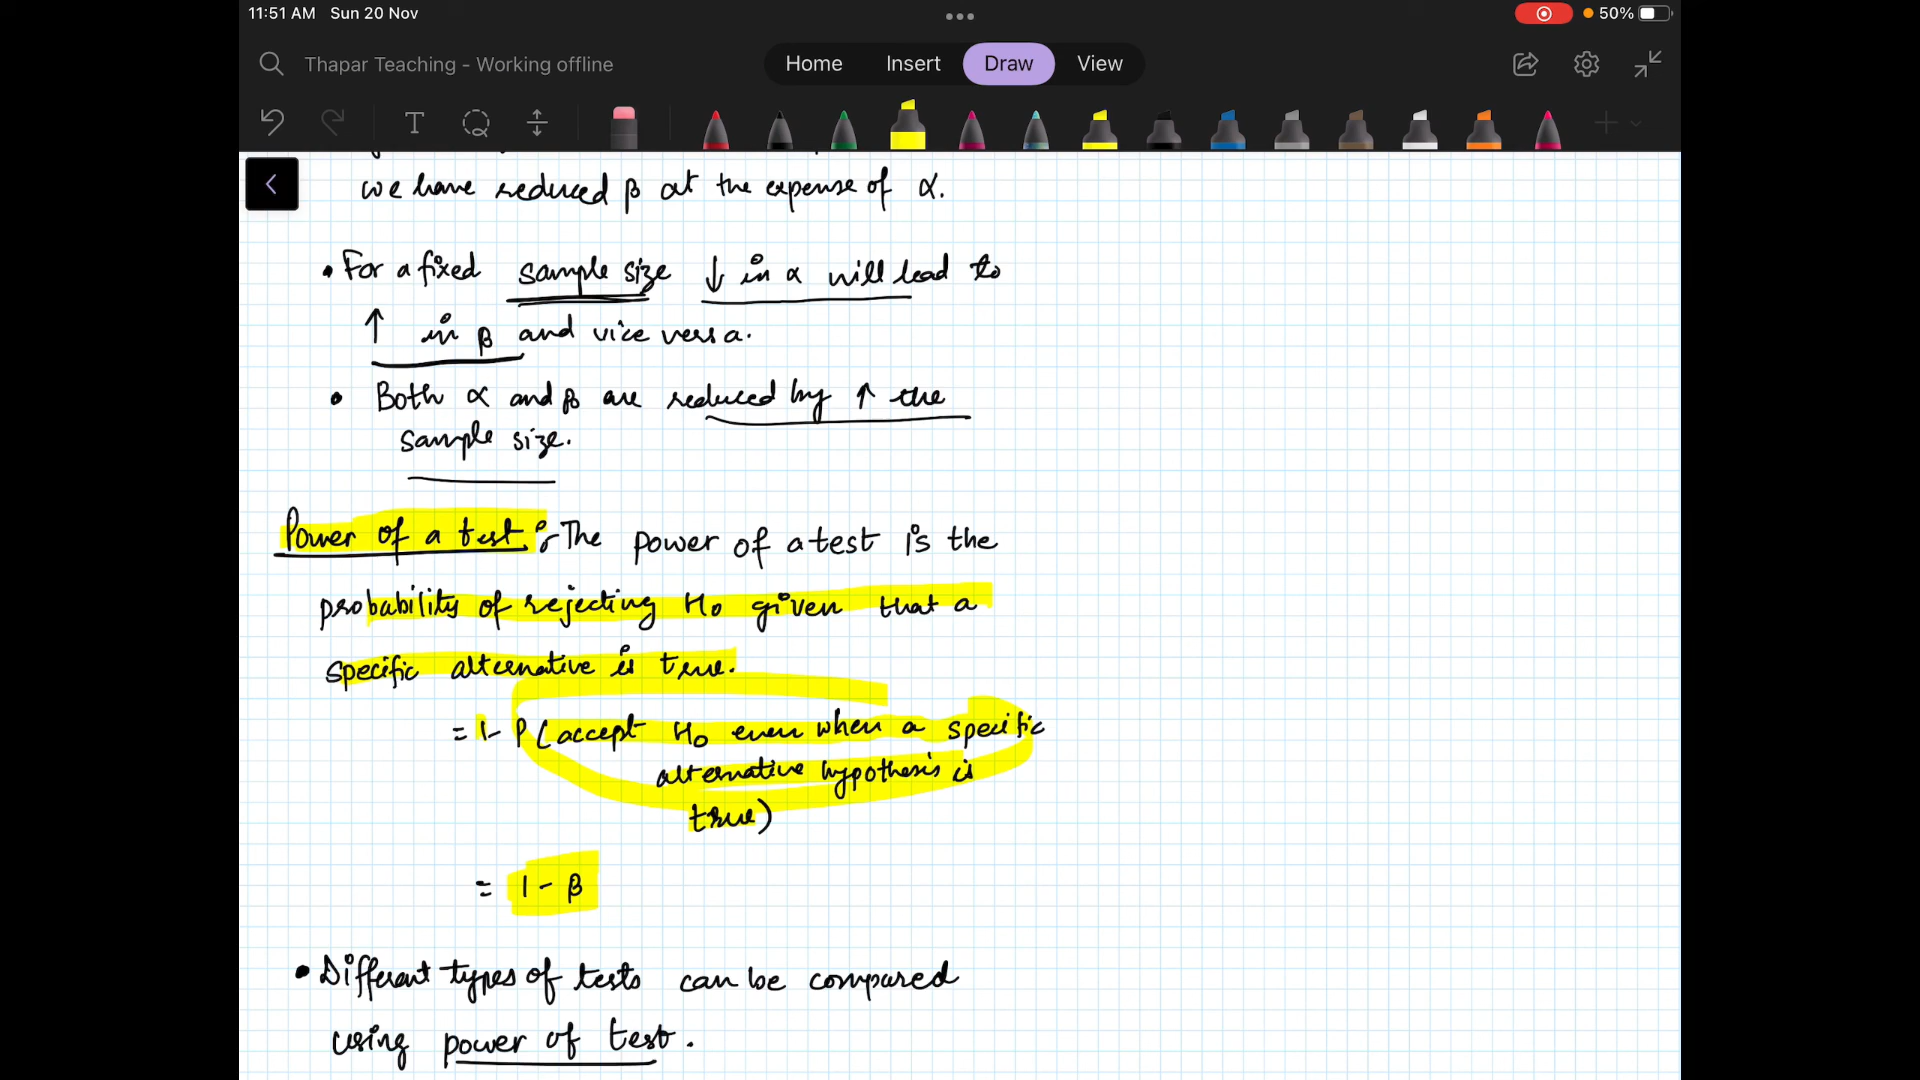 11:51 AM Sun 20 Nov
50%
Thapar Teaching - Working offline
Home Insert Draw View
we have reduced β at the expense of α.
• For a fixed sample size ↓ in α will lead to
↑ in β and vice versa.
• Both α and β are reduced by ↑ the
sample size.
Power of a test :- The power of a test is the
probability of rejecting H₀ given that a
specific alternative is true.
= 1 - P (accept H₀ even when a specific
alternative hypothesis is
true)
= 1 - β
• Different types of tests can be compared
using power of test.